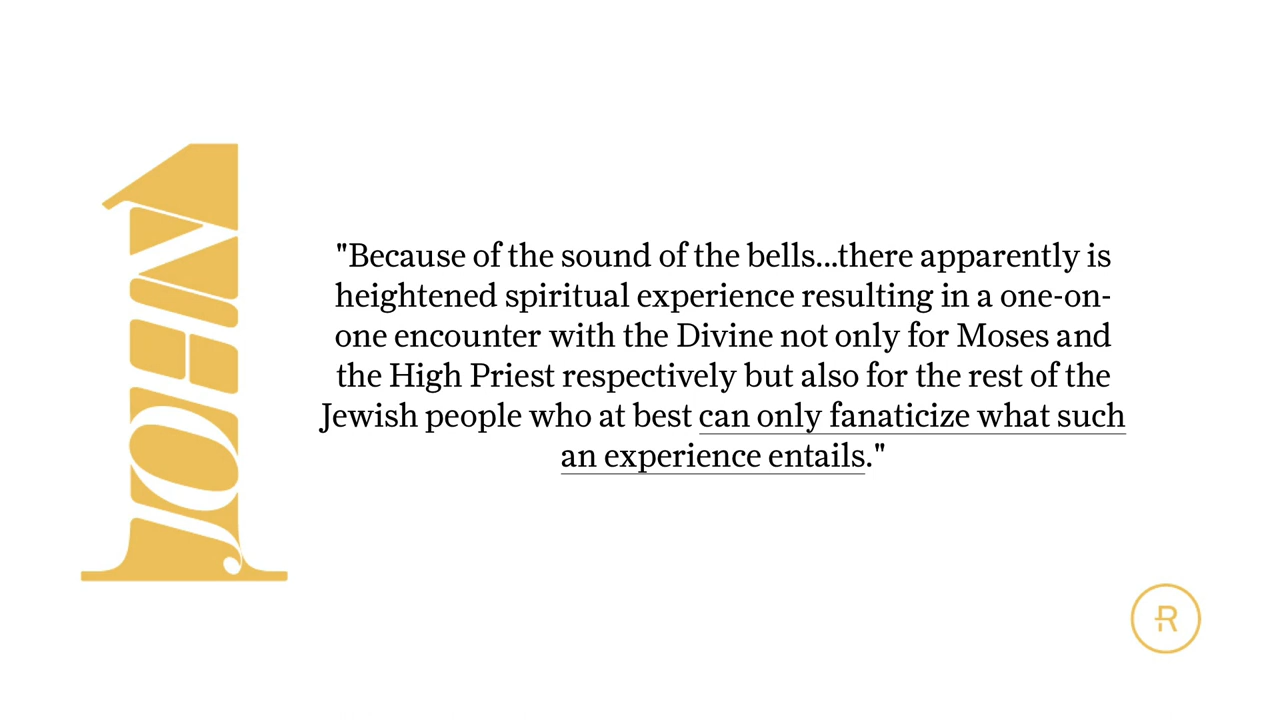 1 JOHN
"Because of the sound of the bells...there apparently is
heightened spiritual experience resulting in a one-on-
one encounter with the Divine not only for Moses and
the High Priest respectively but also for the rest of the
Jewish people who at best can only fanaticize what such
an experience entails."
R